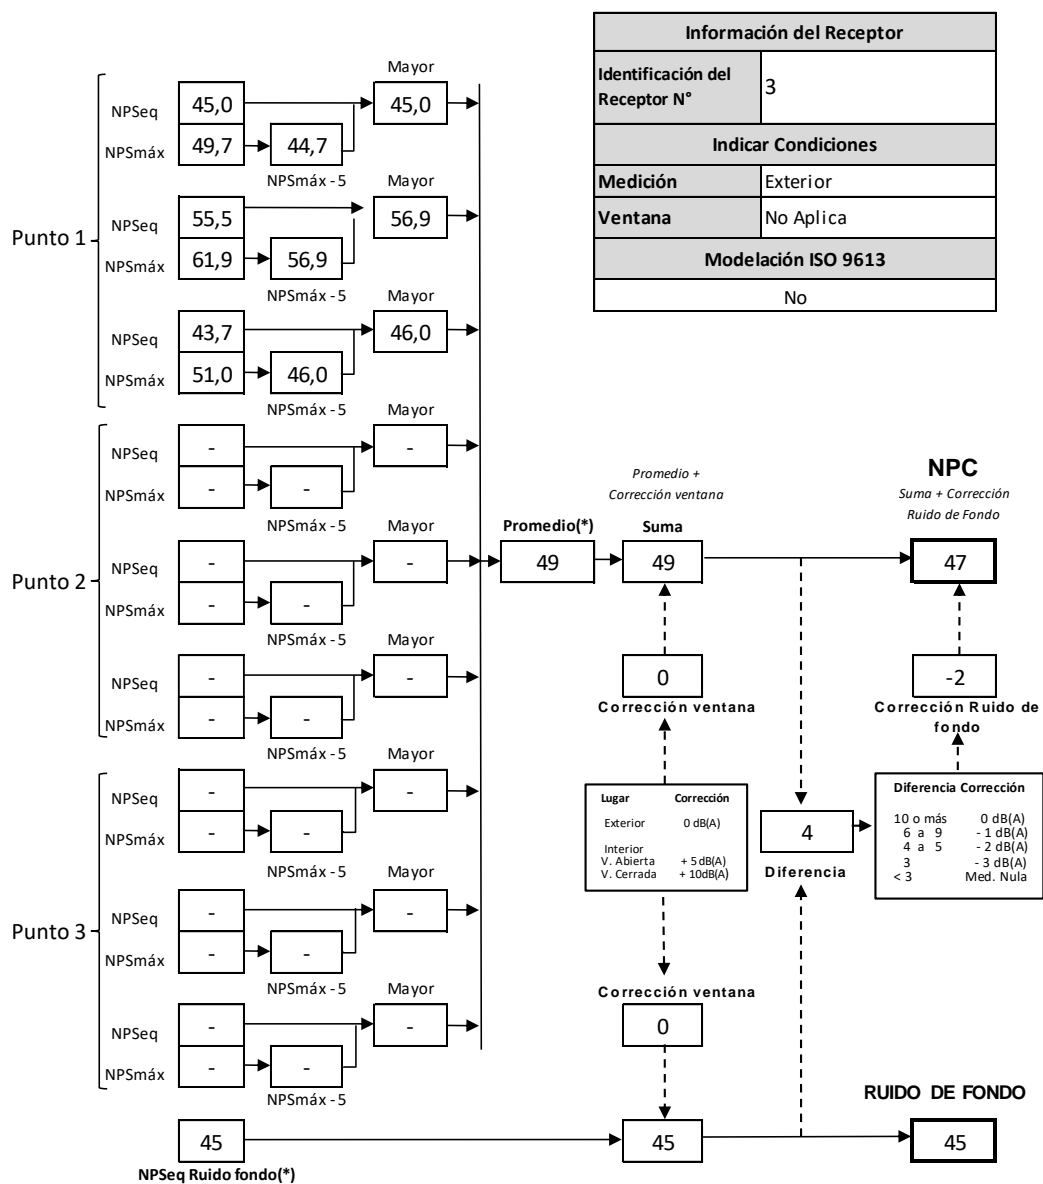 Información del Receptor
Identificación del Receptor N° 3
Indicar Condiciones
Medición Exterior
Ventana No Aplica
Modelación ISO 9613
No
Punto 1
Mayor
NPSeq 45,0 45,0
NPSmáx 49,7 44,7
NPSmáx - 5
Mayor
NPSeq 55,5 56,9
NPSmáx 61,9 56,9
NPSmáx - 5
Mayor
NPSeq 43,7 46,0
NPSmáx 51,0 46,0
NPSmáx - 5
Punto 2
Mayor
NPSeq - -
NPSmáx - -
NPSmáx - 5
Mayor
NPSeq - -
NPSmáx - -
NPSmáx - 5
Mayor
NPSeq - -
NPSmáx - -
NPSmáx - 5
Punto 3
Mayor
NPSeq - -
NPSmáx - -
NPSmáx - 5
Mayor
NPSeq - -
NPSmáx - -
NPSmáx - 5
Mayor
NPSeq - -
NPSmáx - -
NPSmáx - 5
Promedio(*)
49
Promedio +
Corrección ventana
Suma
49
NPC
Suma + Corrección
Ruido de Fondo
47
0
Corrección ventana
-2
Corrección Ruido de
fondo
Lugar Corrección
Exterior 0 dB(A)
Interior
V. Abierta + 5 dB(A)
V. Cerrada + 10dB(A)
4
Diferencia
Diferencia Corrección
10 o más 0 dB(A)
6 a 9 - 1 dB(A)
4 a 5 - 2 dB(A)
3 - 3 dB(A)
< 3 Med. Nula
Corrección ventana
0
45
NPSeq Ruido fondo(*)
45
RUIDO DE FONDO
45